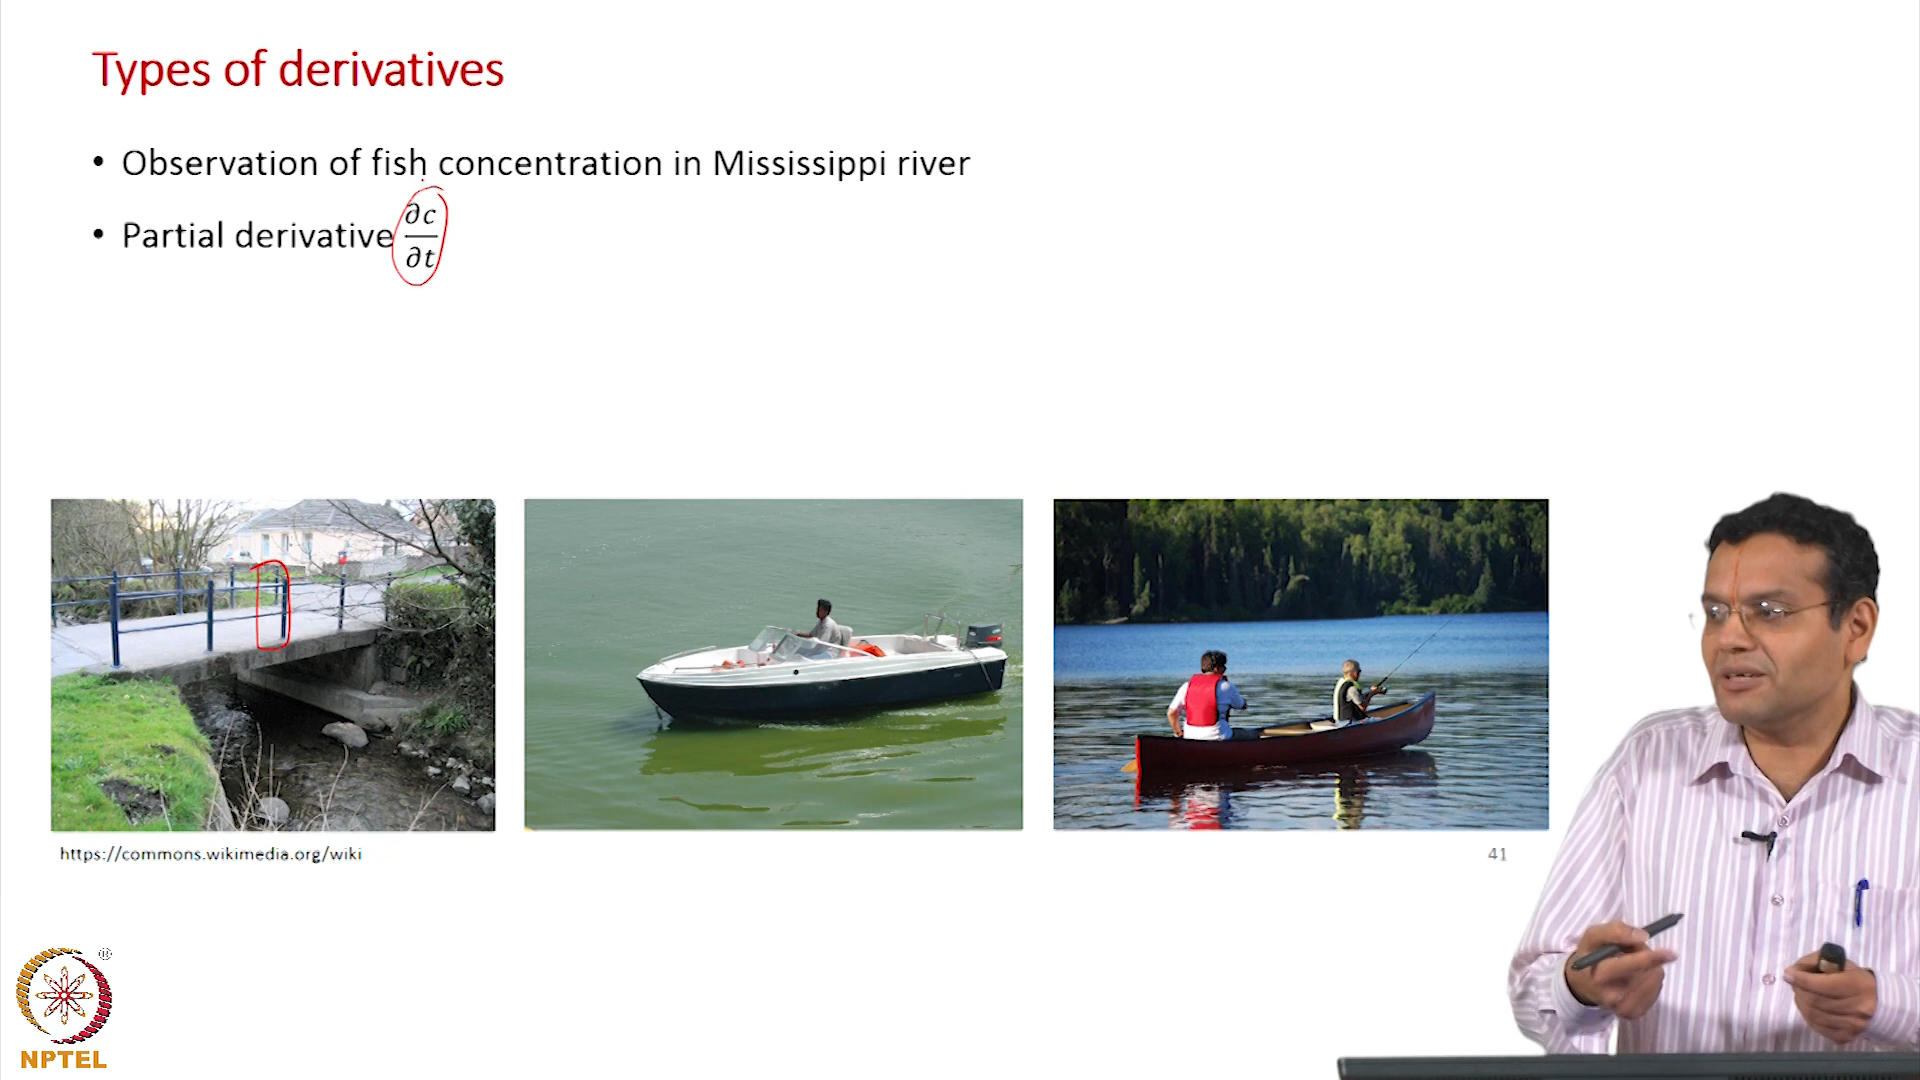 Types of derivatives
• Observation of fish concentration in Mississippi river
• Partial derivative ∂c/∂t
https://commons.wikimedia.org/wiki
41
®
NPTEL